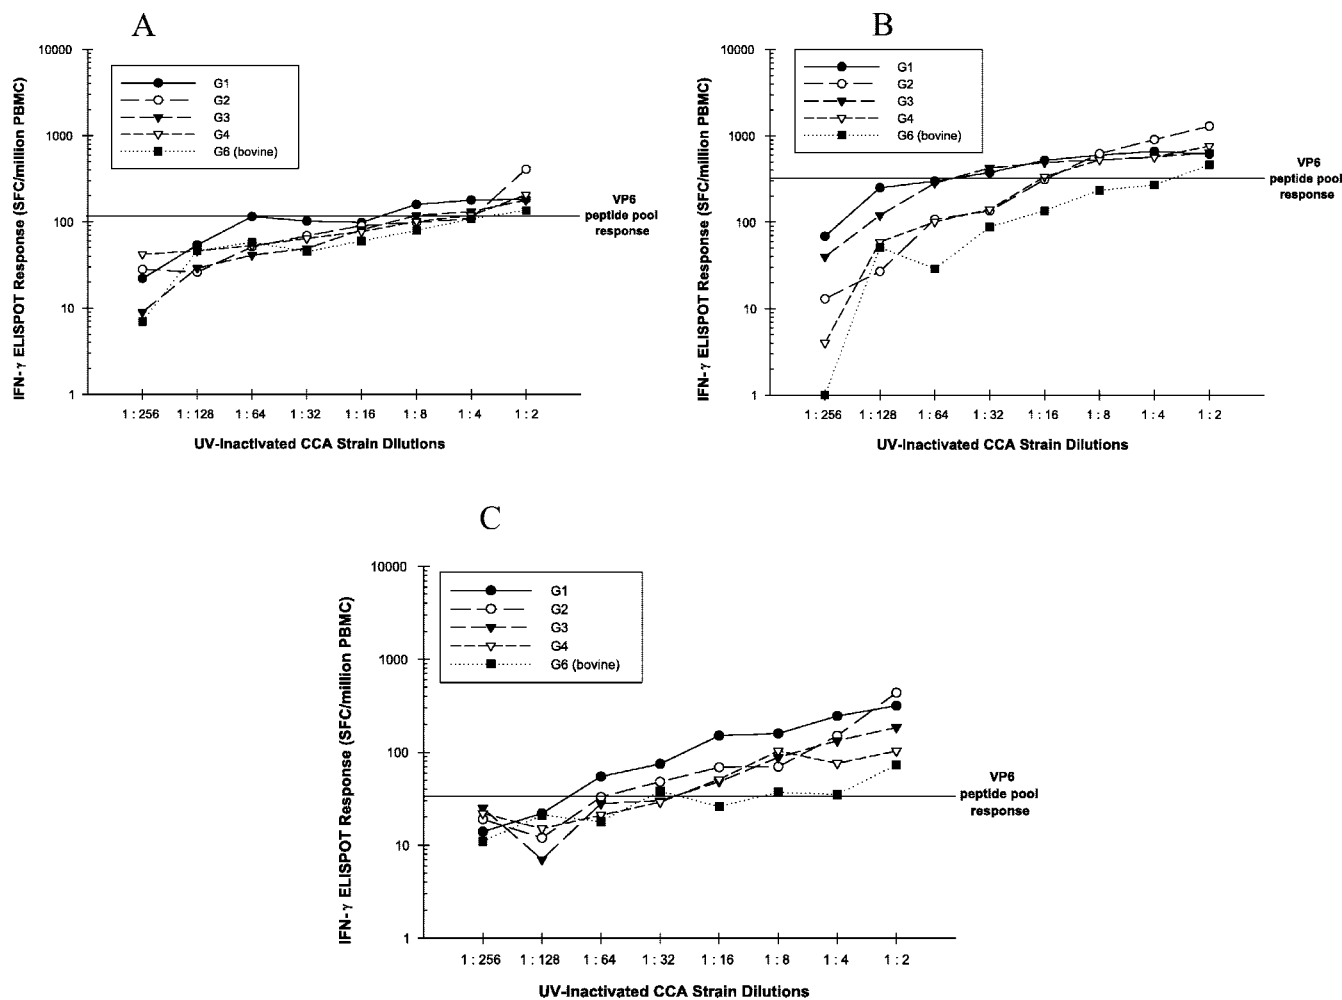 A
10000
1000
100
10
1
IFN-γ ELISPOT Response (SFC/million PBMC)
G1
G2
G3
G4
G6 (bovine)
VP6
peptide pool
response
1 : 256 1 : 128 1 : 64 1 : 32 1 : 16 1 : 8 1 : 4 1 : 2
UV-Inactivated CCA Strain Dilutions
B
10000
1000
100
10
1
IFN-γ ELISPOT Response (SFC/million PBMC)
G1
G2
G3
G4
G6 (bovine)
VP6
peptide pool
response
1 : 256 1 : 128 1 : 64 1 : 32 1 : 16 1 : 8 1 : 4 1 : 2
UV-Inactivated CCA Strain Dilutions
C
10000
1000
100
10
1
IFN-γ ELISPOT Response (SFC/million PBMC)
G1
G2
G3
G4
G6 (bovine)
VP6
peptide pool
response
1 : 256 1 : 128 1 : 64 1 : 32 1 : 16 1 : 8 1 : 4 1 : 2
UV-Inactivated CCA Strain Dilutions